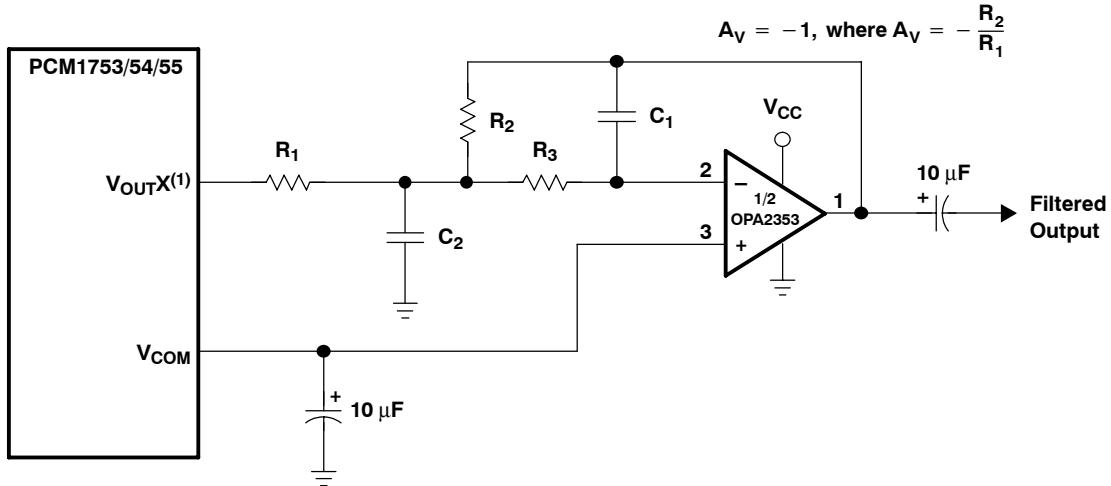 A_V = −1, where A_V = − R_2/R_1
PCM1753/54/55
R_2
C_1
V_CC
R_1
R_3
V_OUTX(1)
2
−
1/2
OPA2353
1
10 μF
+
Filtered
Output
C_2
3
+
V_COM
+
10 μF